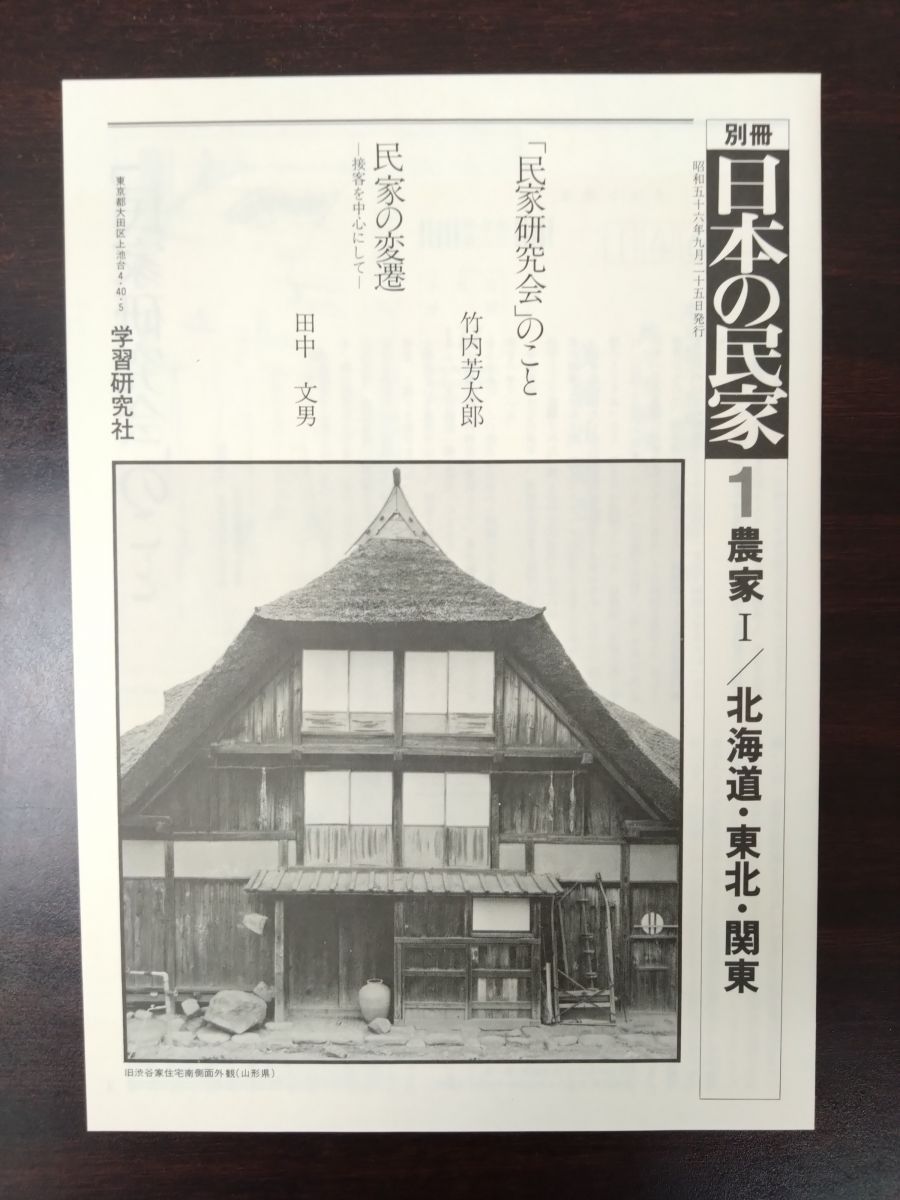 別冊
日本の民家
1 農家Ⅰ／北海道・東北・関東
昭和五十六年九月二十五日発行
「民家研究会」のこと
竹内芳太郎
民家の変遷
―接客を中心にして―
田中 文男
東京都大田区上池台4・40・5
学習研究社
旧渋谷家住宅南側面外観（山形県）